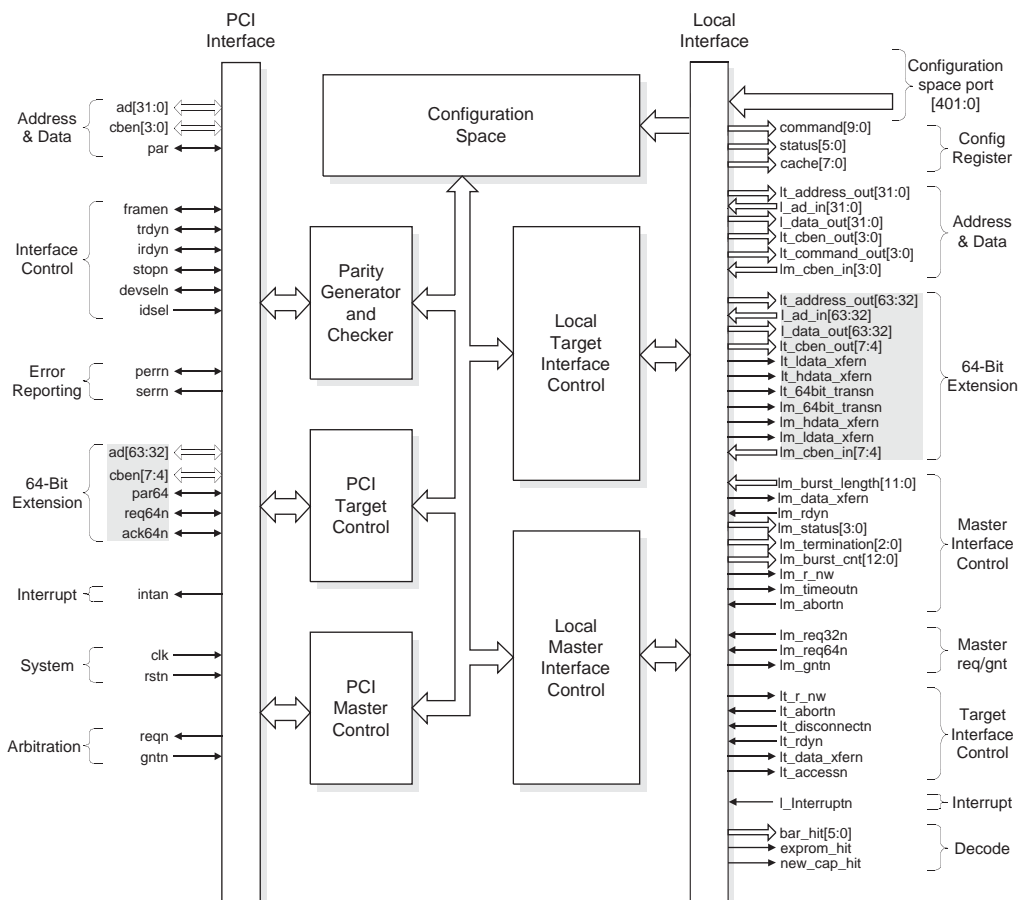 PCI
Interface
Local
Interface
Address
& Data
ad[31:0]
cben[3:0]
par
Interface
Control
framen
trdyn
irdyn
stopn
devseln
idsel
Error
Reporting
perrn
serrn
64-Bit
Extension
ad[63:32]
cben[7:4]
par64
req64n
ack64n
Interrupt
intan
System
clk
rstn
Arbitration
reqn
gntn
Configuration
Space
Parity
Generator
and
Checker
PCI
Target
Control
PCI
Master
Control
Local
Target
Interface
Control
Local
Master
Interface
Control
Configuration
space port
[401:0]
command[9:0]
status[5:0]
cache[7:0]
Config
Register
lt_address_out[31:0]
l_ad_in[31:0]
l_data_out[31:0]
lt_cben_out[3:0]
lt_command_out[3:0]
lm_cben_in[3:0]
Address
& Data
lt_address_out[63:32]
l_ad_in[63:32]
l_data_out[63:32]
lt_cben_out[7:4]
lt_ldata_xfern
lt_hdata_xfern
lt_64bit_transn
lm_64bit_transn
lm_hdata_xfern
lm_ldata_xfern
lm_cben_in[7:4]
64-Bit
Extension
lm_burst_length[11:0]
lm_data_xfern
lm_rdyn
lm_status[3:0]
lm_termination[2:0]
lm_burst_cnt[12:0]
lm_r_nw
lm_timeoutn
lm_abortn
Master
Interface
Control
lm_req32n
lm_req64n
lm_gntn
Master
req/gnt
lt_r_nw
lt_abortn
lt_disconnectn
lt_rdyn
lt_data_xfern
lt_accessn
Target
Interface
Control
l_Interruptn
Interrupt
bar_hit[5:0]
exprom_hit
new_cap_hit
Decode